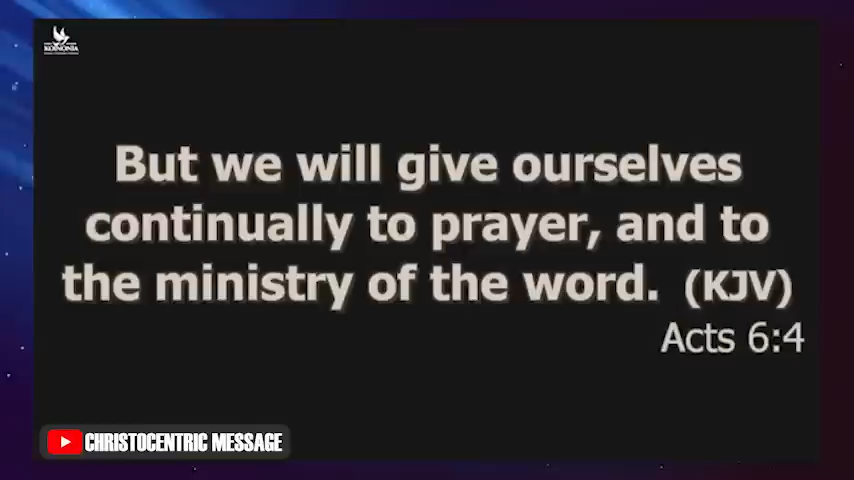 KOINONIA
But we will give ourselves
continually to prayer, and to
the ministry of the word. (KJV)
Acts 6:4
CHRISTOCENTRIC MESSAGE